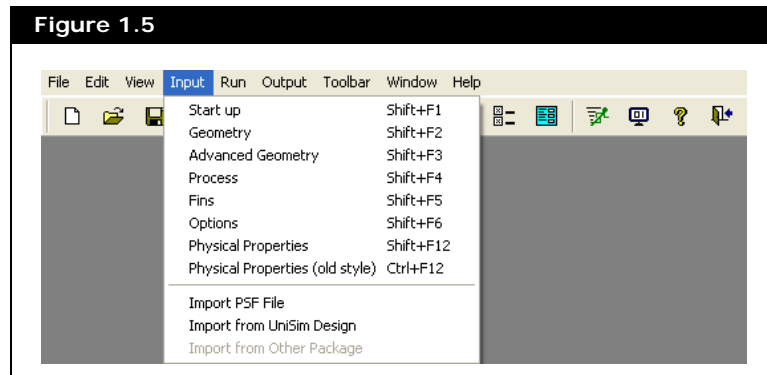 Figure 1.5
File Edit View Input Run Output Toolbar Window Help
Start up Shift+F1
Geometry Shift+F2
Advanced Geometry Shift+F3
Process Shift+F4
Fins Shift+F5
Options Shift+F6
Physical Properties Shift+F12
Physical Properties (old style) Ctrl+F12
Import PSF File
Import from UniSim Design
Import from Other Package